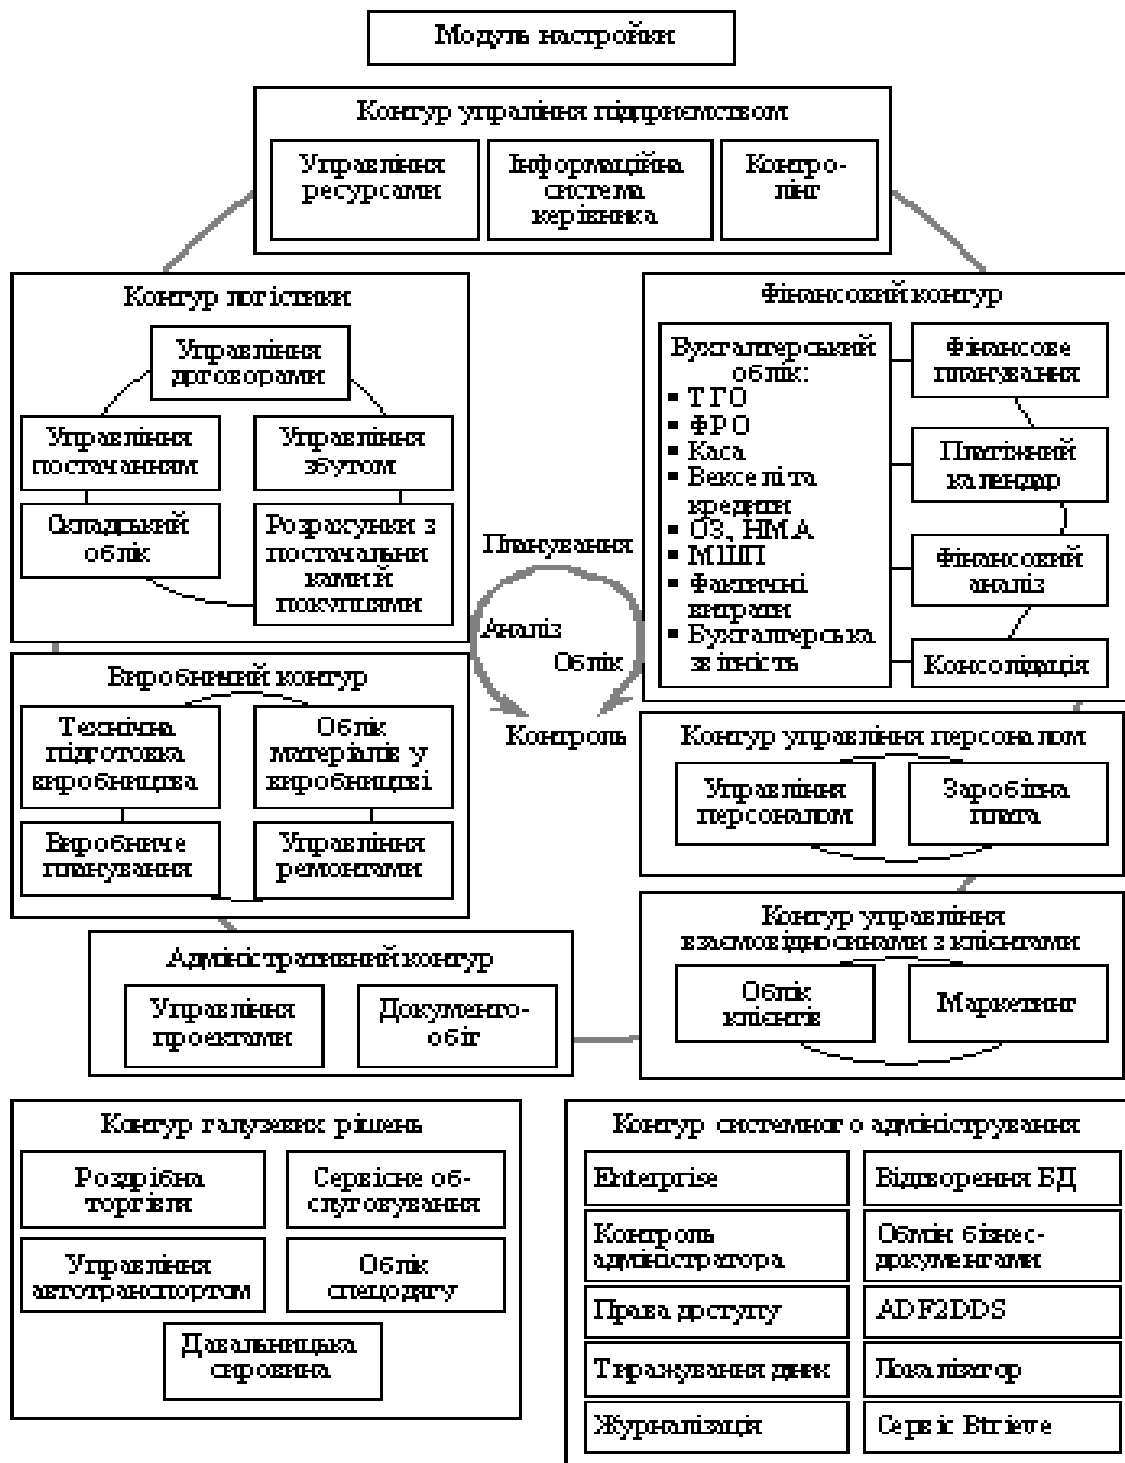 Модуль настройки
Контур упраління підприємством
Управління
ресурсами
Інформаційна
система
керівника
Контро-
лінг
Контур логістики
Управління
договорами
Управління
постачанням
Управління
збутом
Складський
облік
Розрахунки з
постачальни
ками й
покупцями
Фінансовий контур
Бухгалтерський
облік:
▪ ТГО
▪ ФРО
▪ Каса
▪ Векселі та
кредити
▪ ОЗ, НМА
▪ МШП
▪ Фактичні
витрати
▪ Бухгалтерська
звітність
Фінансове
планування
Платіжний
календар
Фінансовий
аналіз
Консолідація
Планування
Аналіз
Облік
Контроль
Виробничий контур
Технічна
підготовка
виробництва
Облік
матеріалів у
виробництві
Виробниче
планування
Управління
ремонтами
Контур управління персоналом
Управління
персоналом
Заробітна
плата
Адміністративний контур
Управління
проектами
Документо-
обіг
Контур управління
взаємовідносинами з клієнтами
Облік
клієнтів
Маркетинг
Контур галузевих рішень
Роздрібна
торгівля
Сервісне об-
слуговування
Управління
автотранспортом
Облік
спецодягу
Давальницька
сировина
Контур системного адміністрування
Enterprise
Відтворення БД
Контроль
адміністратора
Обмін бізнес-
документами
Права доступу
ADF2DDS
Тиражування даних
Локалізатор
Журналізація
Сервіс Btrieve